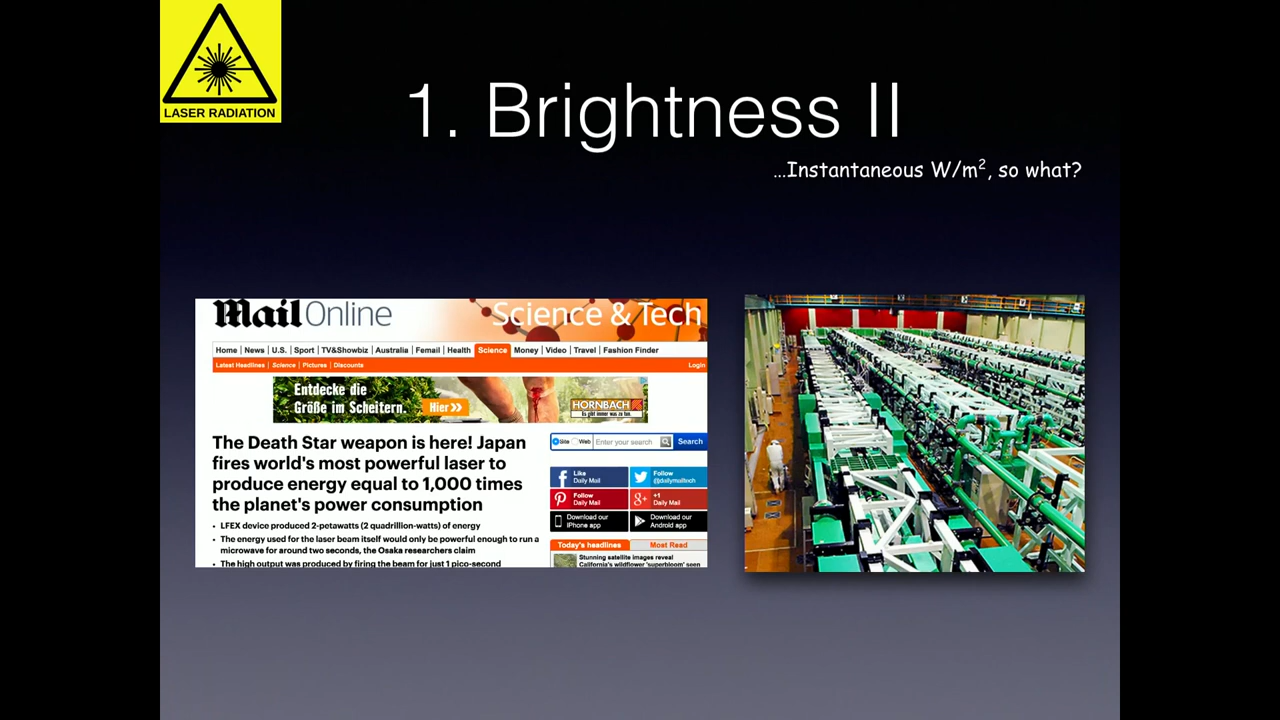 LASER RADIATION
1. Brightness II
...Instantaneous W/m², so what?
Mail Online
Science & Tech
Home | News | U.S. | Sport | TV&Showbiz | Australia | Femail | Health | Science | Money | Video | Travel | Fashion Finder
Latest Headlines | Science | Pictures | Discounts
Login
Entdecke die
Größe im Scheitern.
Hier >>
HORNBACH
Es gibt immer was zu tun.
The Death Star weapon is here! Japan
fires world's most powerful laser to
produce energy equal to 1,000 times
the planet's power consumption
• LFEX device produced 2-petawatts (2 quadrillion-watts) of energy
• The energy used for the laser beam itself would only be powerful enough to run a
microwave for around two seconds, the Osaka researchers claim
• The high output was produced by firing the beam for just 1 pico-second
Site Web Enter your search Search
Like
Daily Mail
Follow
@dailymailtech
Follow
Daily Mail
+1
Daily Mail
Download our
iPhone app
Download our
Android app
Today's headlines Most Read
Stunning satellite images reveal
California's wildflower 'superbloom' seen